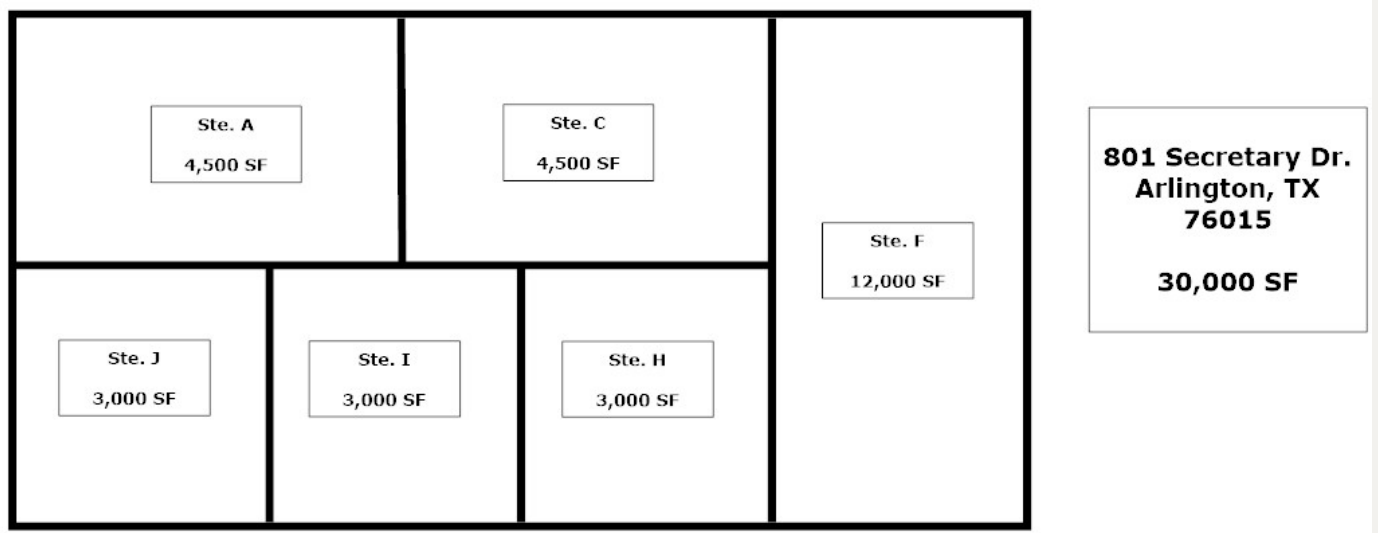 Ste. A
4,500 SF
Ste. C
4,500 SF
Ste. F
12,000 SF
Ste. J
3,000 SF
Ste. I
3,000 SF
Ste. H
3,000 SF
801 Secretary Dr.
Arlington, TX
76015
30,000 SF